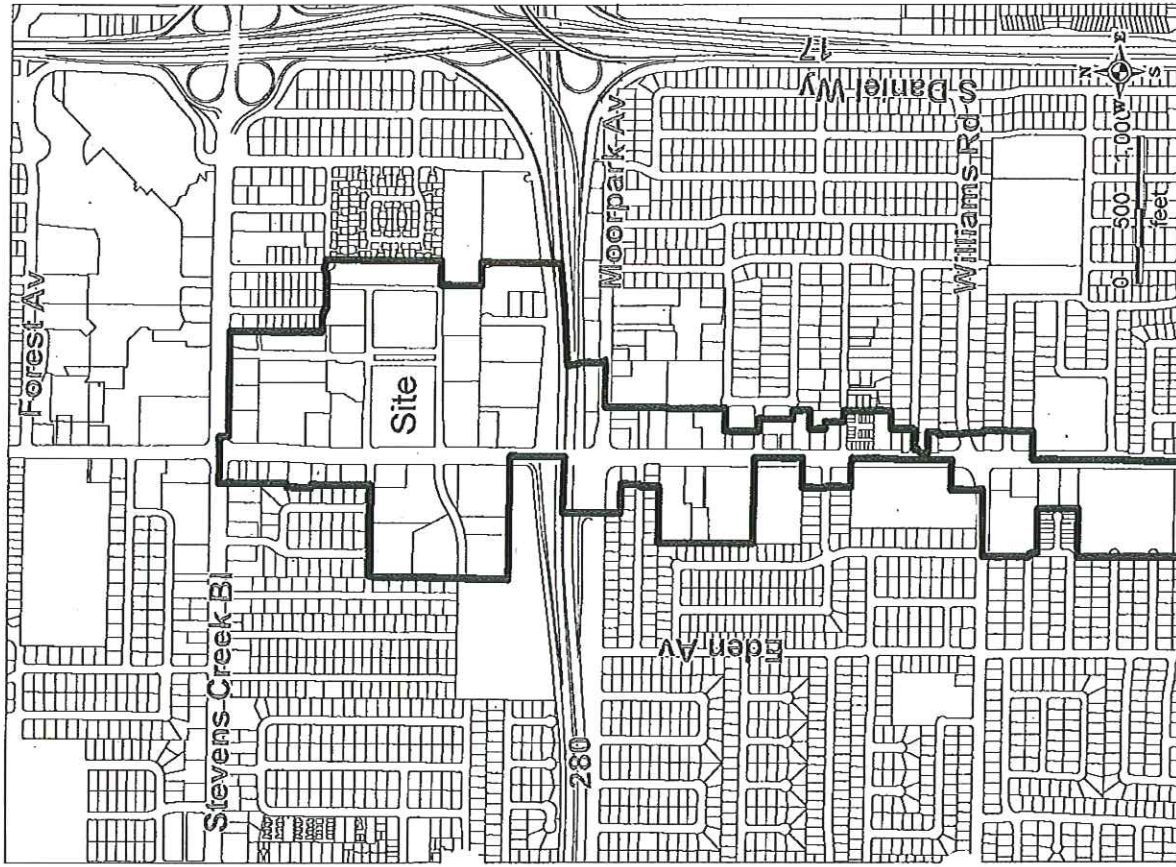 Forest Av
Stevens Creek Bl
Site
17
280
Moorpark Av
S Daniel Wy
Eden Av
Williams Rd
N
W
E
S
0 500 1,000
feet